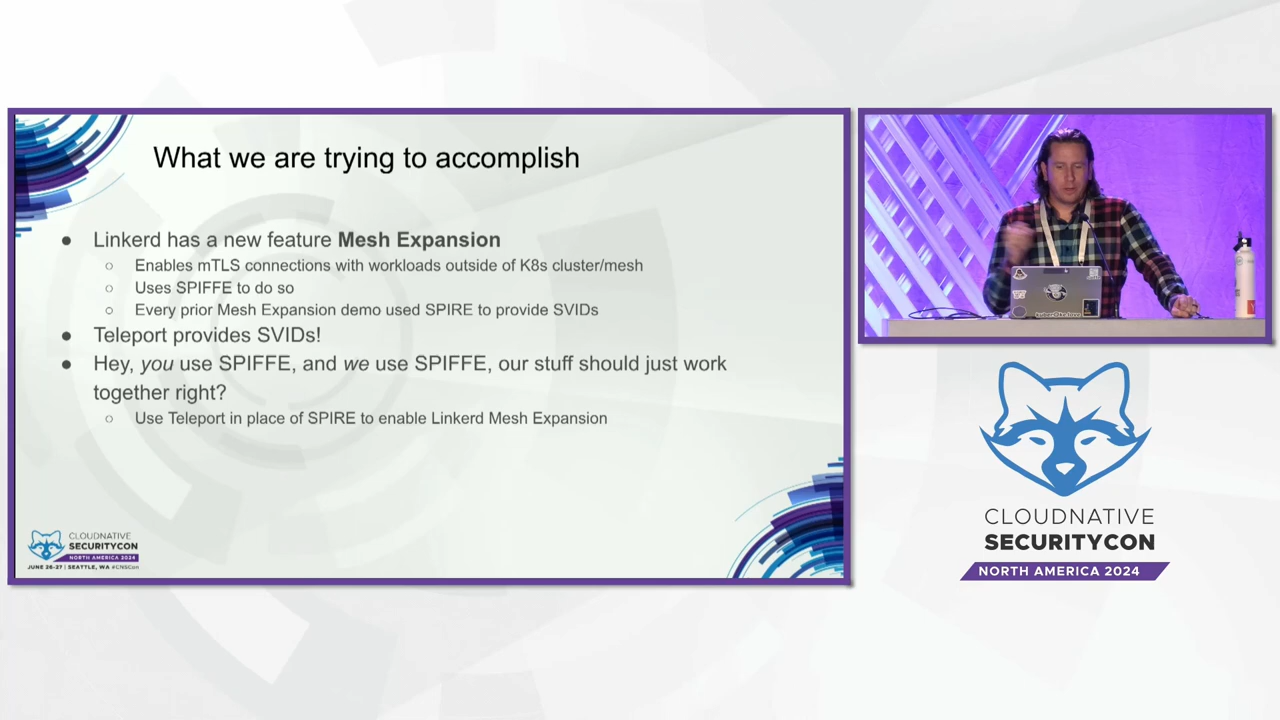 What we are trying to accomplish
● Linkerd has a new feature Mesh Expansion
○ Enables mTLS connections with workloads outside of K8s cluster/mesh
○ Uses SPIFFE to do so
○ Every prior Mesh Expansion demo used SPIRE to provide SVIDs
● Teleport provides SVIDs!
● Hey, you use SPIFFE, and we use SPIFFE, our stuff should just work
together right?
○ Use Teleport in place of SPIRE to enable Linkerd Mesh Expansion
CLOUDNATIVE
SECURITYCON
NORTH AMERICA 2024
JUNE 26-27 | SEATTLE, WA #CNSCon
CLOUDNATIVE
SECURITYCON
NORTH AMERICA 2024